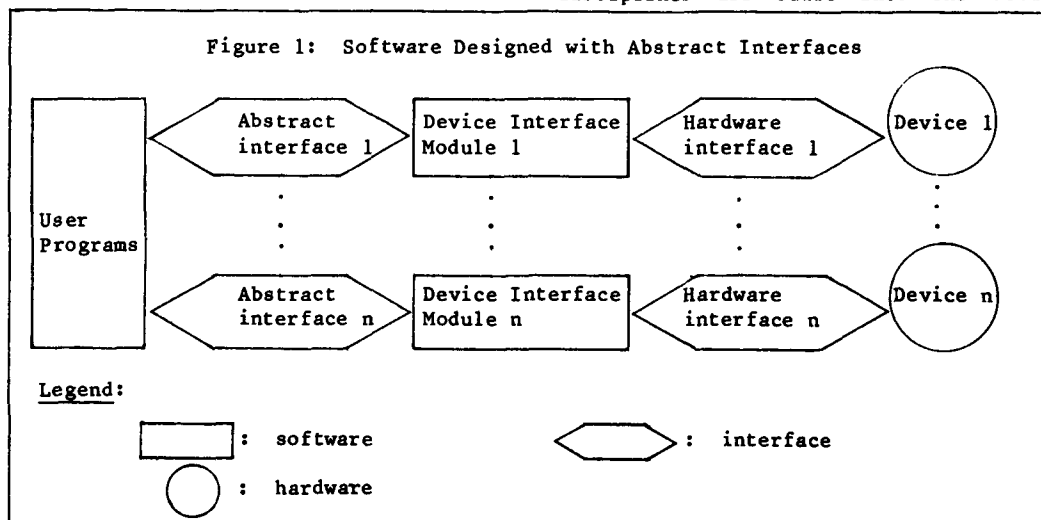 Figure 1: Software Designed with Abstract Interfaces
Abstract
interface 1
Device Interface
Module 1
Hardware
interface 1
Device 1
User
Programs
Abstract
interface n
Device Interface
Module n
Hardware
interface n
Device n
Legend:
: software
: interface
: hardware